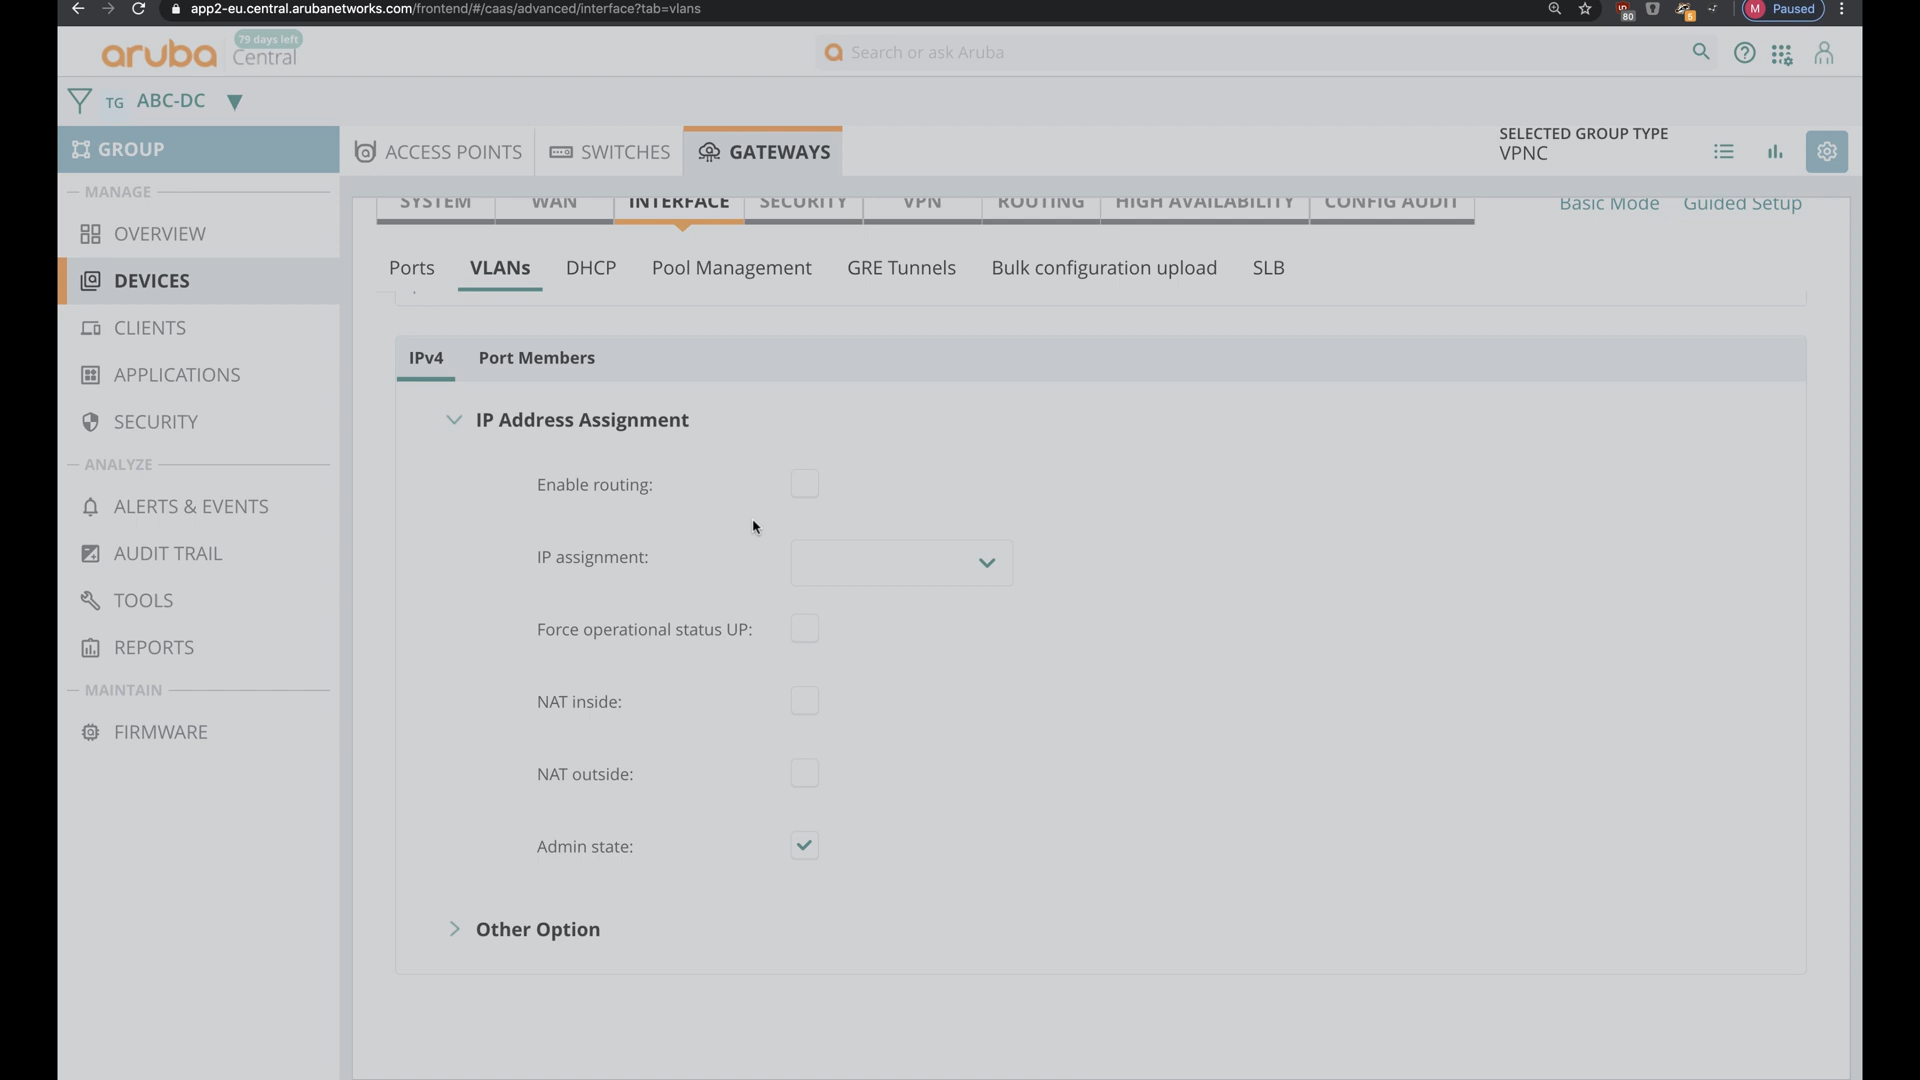 app2-eu.central.arubanetworks.com/frontend/#/caas/advanced/interface?tab=vlans
80
6
M Paused
aruba
79 days left
Central
Search or ask Aruba
TG ABC-DC
GROUP
ACCESS POINTS
SWITCHES
GATEWAYS
SELECTED GROUP TYPE
VPNC
MANAGE
OVERVIEW
DEVICES
CLIENTS
APPLICATIONS
SECURITY
ANALYZE
ALERTS & EVENTS
AUDIT TRAIL
TOOLS
REPORTS
MAINTAIN
FIRMWARE
SYSTEM
WAN
INTERFACE
SECURITY
VPN
ROUTING
HIGH AVAILABILITY
CONFIG AUDIT
Basic Mode
Guided Setup
Ports
VLANs
DHCP
Pool Management
GRE Tunnels
Bulk configuration upload
SLB
IPv4
Port Members
IP Address Assignment
Enable routing:
IP assignment:
Force operational status UP:
NAT inside:
NAT outside:
Admin state:
Other Option